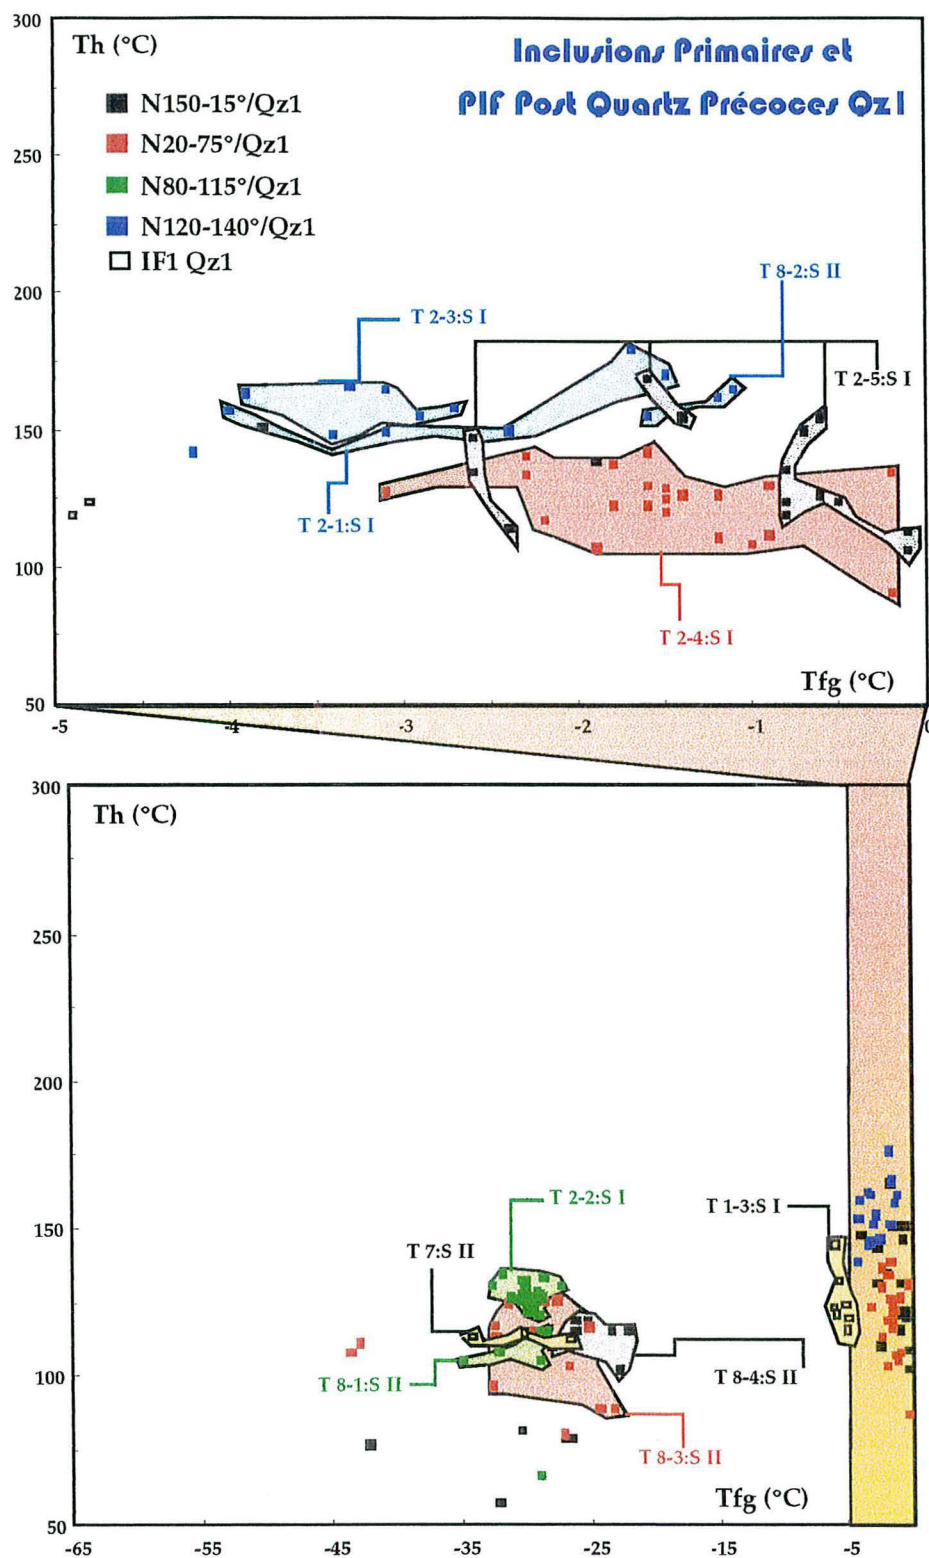 300
Th (°C)
Inclusions Primaires et
PIF Post Quartz Précoces Qz1
N150-15°/Qz1
N20-75°/Qz1
250
N80-115°/Qz1
N120-140°/Qz1
IF1 Qz1
T 8-2:S II
200
T 2-3:S I
T 2-5:S I
150
T 2-1:S I
100
T 2-4:S I
Tfg (°C)
50
-5 -4 -3 -2 -1 0
300
Th (°C)
250
200
T 2-2:S I
T 1-3:S I
150
T 7:S II
T 8-1:S II
T 8-4:S II
100
T 8-3:S II
Tfg (°C)
50
-65 -55 -45 -35 -25 -15 -5